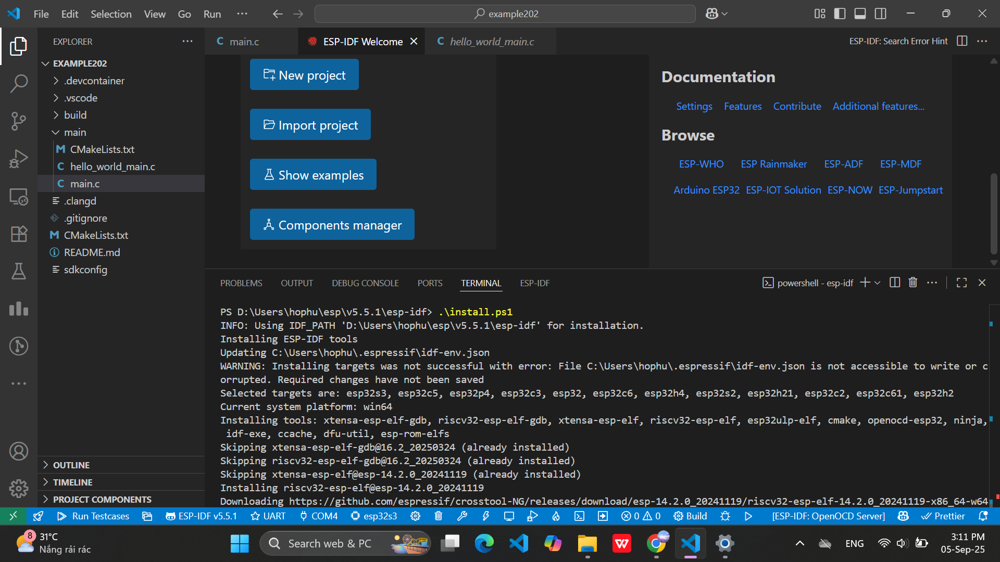 File Edit Selection View Go Run
example202
EXPLORER
main.c
ESP-IDF Welcome
hello_world_main.c
ESP-IDF: Search Error Hint
EXAMPLE202
.devcontainer
.vscode
build
main
CMakeLists.txt
hello_world_main.c
main.c
.clangd
.gitignore
CMakeLists.txt
README.md
sdkconfig
OUTLINE
TIMELINE
PROJECT COMPONENTS
New project
Import project
Show examples
Components manager
Documentation
Settings Features Contribute Additional features...
Browse
ESP-WHO ESP Rainmaker ESP-ADF ESP-MDF
Arduino ESP32 ESP-IOT Solution ESP-NOW ESP-Jumpstart
PROBLEMS OUTPUT DEBUG CONSOLE PORTS TERMINAL ESP-IDF
powershell - esp-idf
PS D:\Users\hophu\esp\v5.5.1\esp-idf> .\install.ps1
INFO: Using IDF_PATH 'D:\Users\hophu\esp\v5.5.1\esp-idf' for installation.
Installing ESP-IDF tools
Updating C:\Users\hophu\.espressif\idf-env.json
WARNING: Installing targets was not successful with error: File C:\Users\hophu\.espressif\idf-env.json is not accessible to write or c
orrupted. Required changes have not been saved
Selected targets are: esp32s3, esp32c5, esp32p4, esp32c3, esp32, esp32c6, esp32h4, esp32s2, esp32h21, esp32c2, esp32c61, esp32h2
Current system platform: win64
Installing tools: xtensa-esp-elf-gdb, riscv32-esp-elf-gdb, xtensa-esp-elf, riscv32-esp-elf, esp32ulp-elf, cmake, openocd-esp32, ninja,
idf-exe, ccache, dfu-util, esp-rom-elfs
Skipping xtensa-esp-elf-gdb@16.2_20250324 (already installed)
Skipping riscv32-esp-elf-gdb@16.2_20250324 (already installed)
Skipping xtensa-esp-elf@esp-14.2.0_20241119 (already installed)
Installing riscv32-esp-elf@esp-14.2.0_20241119
Downloading https://github.com/espressif/crosstool-NG/releases/download/esp-14.2.0_20241119/riscv32-esp-elf-14.2.0_20241119-x86_64-w64
Run Testcases
ESP-IDF v5.5.1
UART
COM4
esp32s3
0 0
Build
[ESP-IDF: OpenOCD Server]
Prettier
8
31°C
Nắng rải rác
Search web & PC
ENG
3:11 PM
05-Sep-25